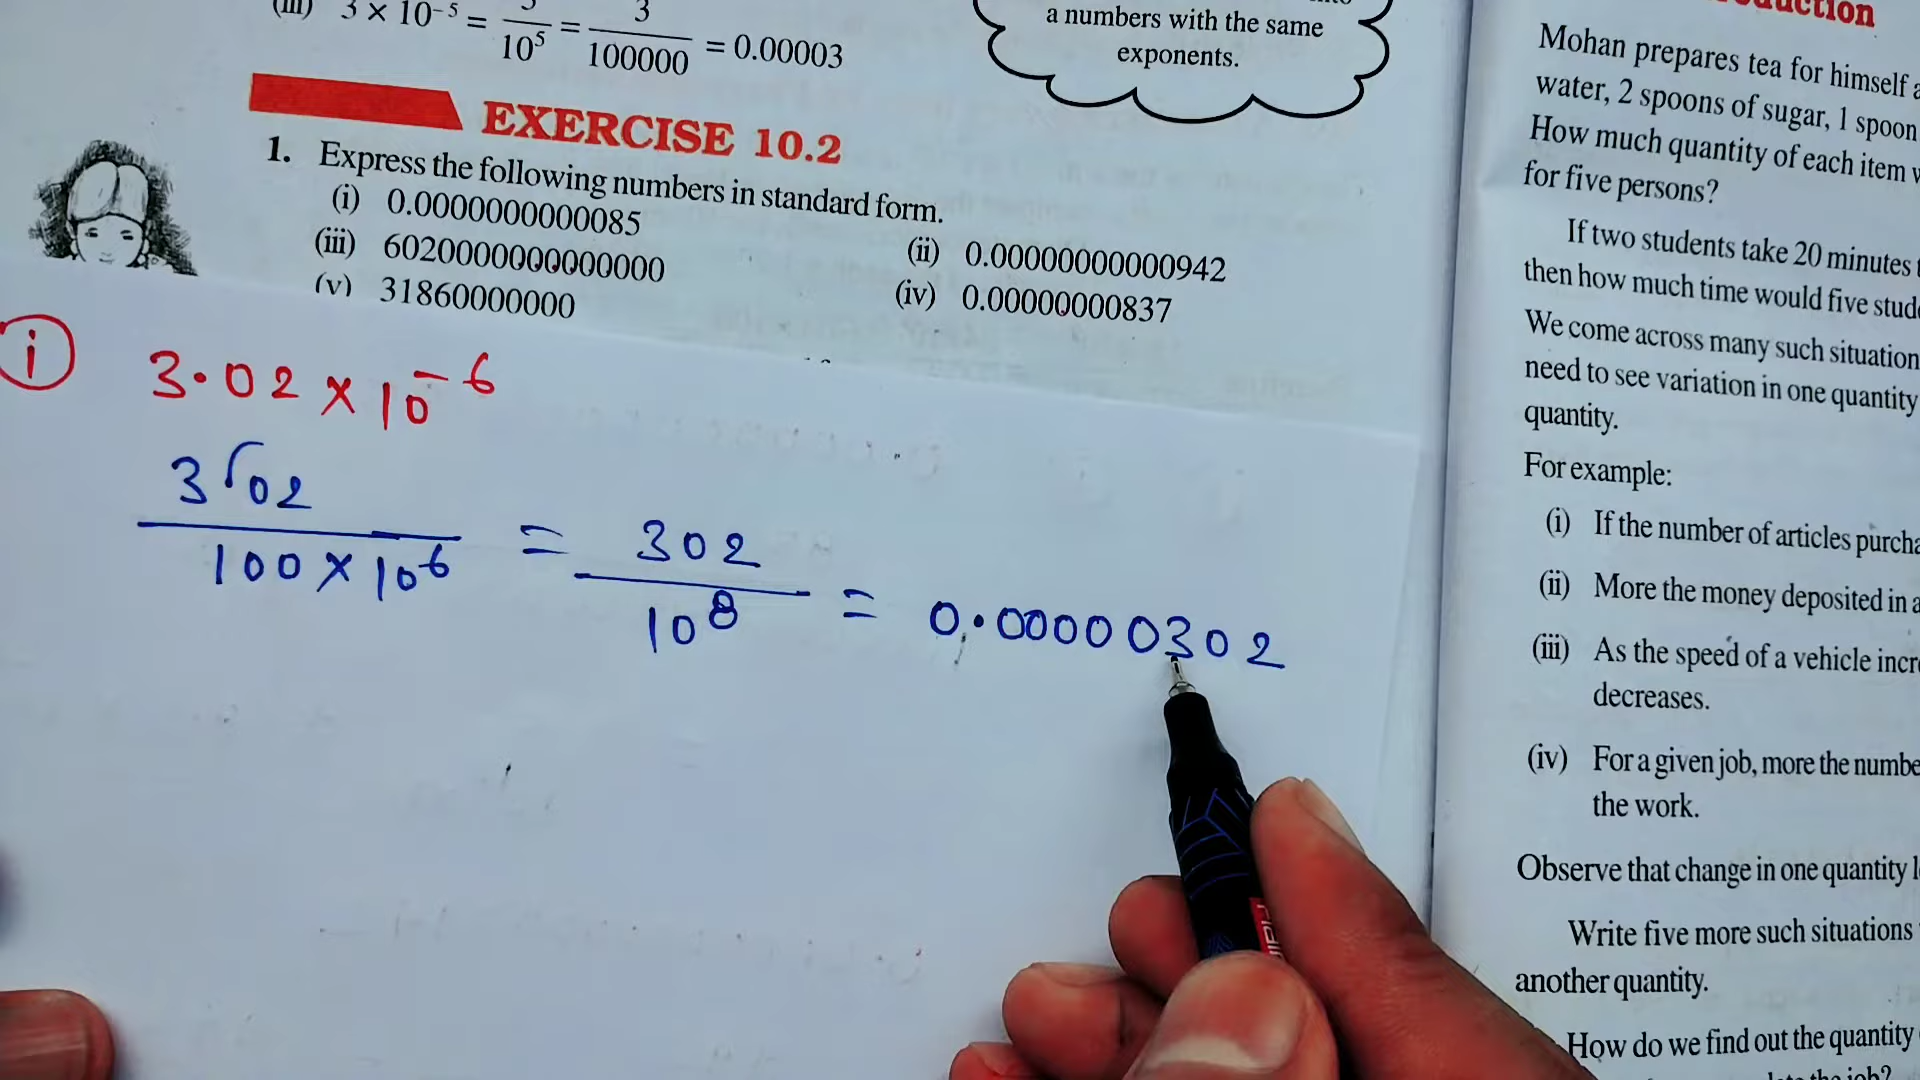 (iii) 3 × 10⁻⁵ = 3/10⁵ = 3/100000 = 0.00003
a numbers with the same
exponents.
EXERCISE 10.2
1. Express the following numbers in standard form.
(i) 0.0000000000085
(ii) 0.00000000000942
(iii) 6020000000000000
(iv) 0.00000000837
(v) 31860000000
i 3.02 × 10⁻⁶
302/100 × 10⁶ = 302/10⁸ = 0.00000302
Mohan prepares tea for himself
water, 2 spoons of sugar, 1 spoon
How much quantity of each item
for five persons?
If two students take 20 minutes
then how much time would five
We come across many such
need to see variation in one quantity
quantity.
For example:
(i) If the number of articles
(ii) More the money deposited in
(iii) As the speed of a vehicle
decreases.
(iv) For a given job, more the
the work.
Observe that change in one quantity
Write five more such situations
another quantity.
How do we find out the quantity